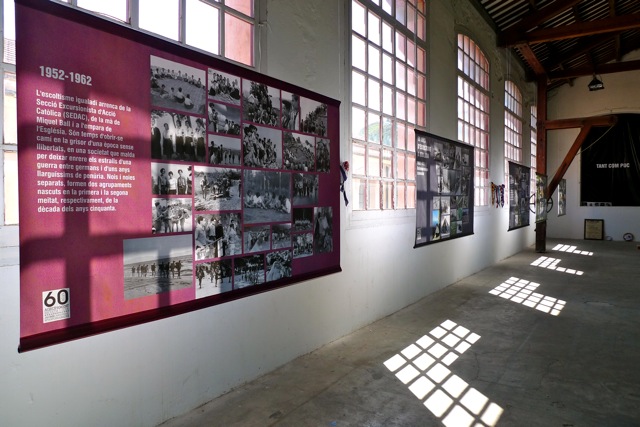 1952-1962
L'escoltisme igualadí arrenca de la
Secció Excursionista d'Acció
Catòlica (SEDAC), de la mà de
Miquel Ball i a l'empara de
l'Església. Són temps d'obrir-se
camí en la grisor d'una època sense
llibertats, en una societat que malda
per deixar enrere els estralls d'una
guerra entre germans i d'uns anys
llarguíssims de penúria. Nois i noies
separats, formen dos agrupaments
nascuts en la primera i la segona
meitat, respectivament, de la
dècada dels anys cinquanta.
60
TANT COM PUC